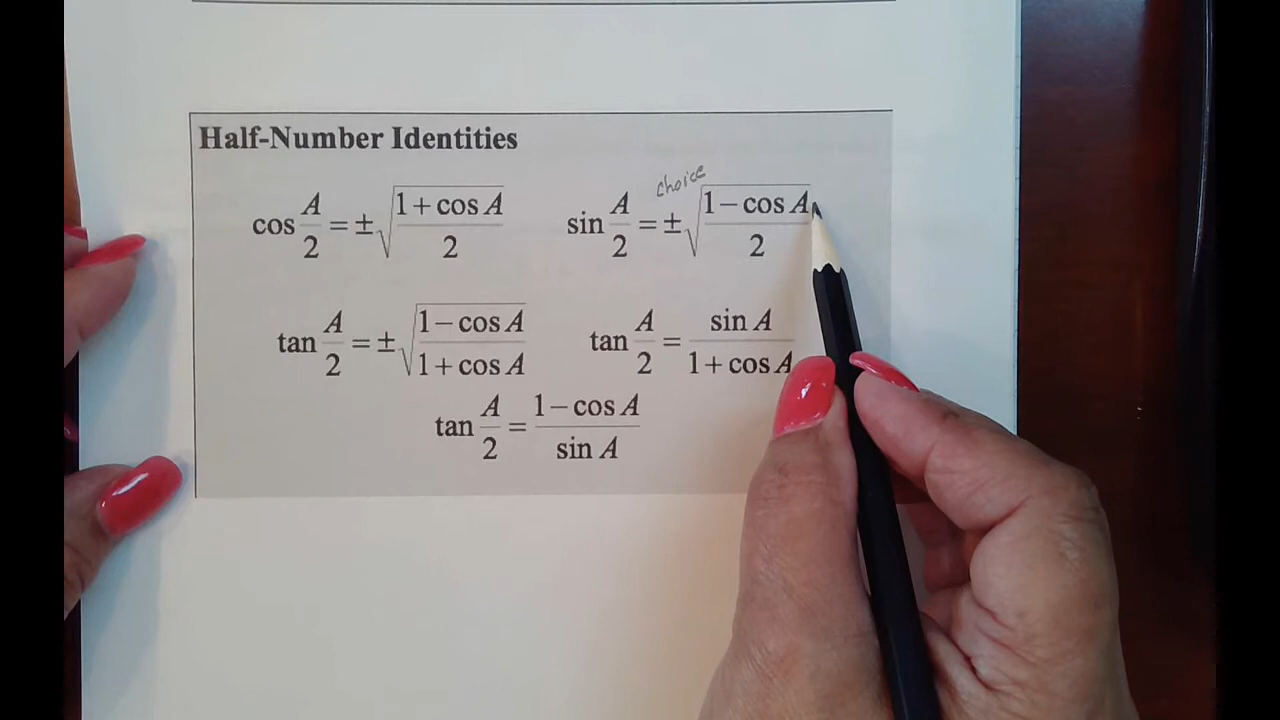 Half-Number Identities
choice
cos A/2 = ± √((1 + cos A)/2) sin A/2 = ± √((1 − cos A)/2)
tan A/2 = ± √((1 − cos A)/(1 + cos A)) tan A/2 = sin A/(1 + cos A)
tan A/2 = (1 − cos A)/(sin A)